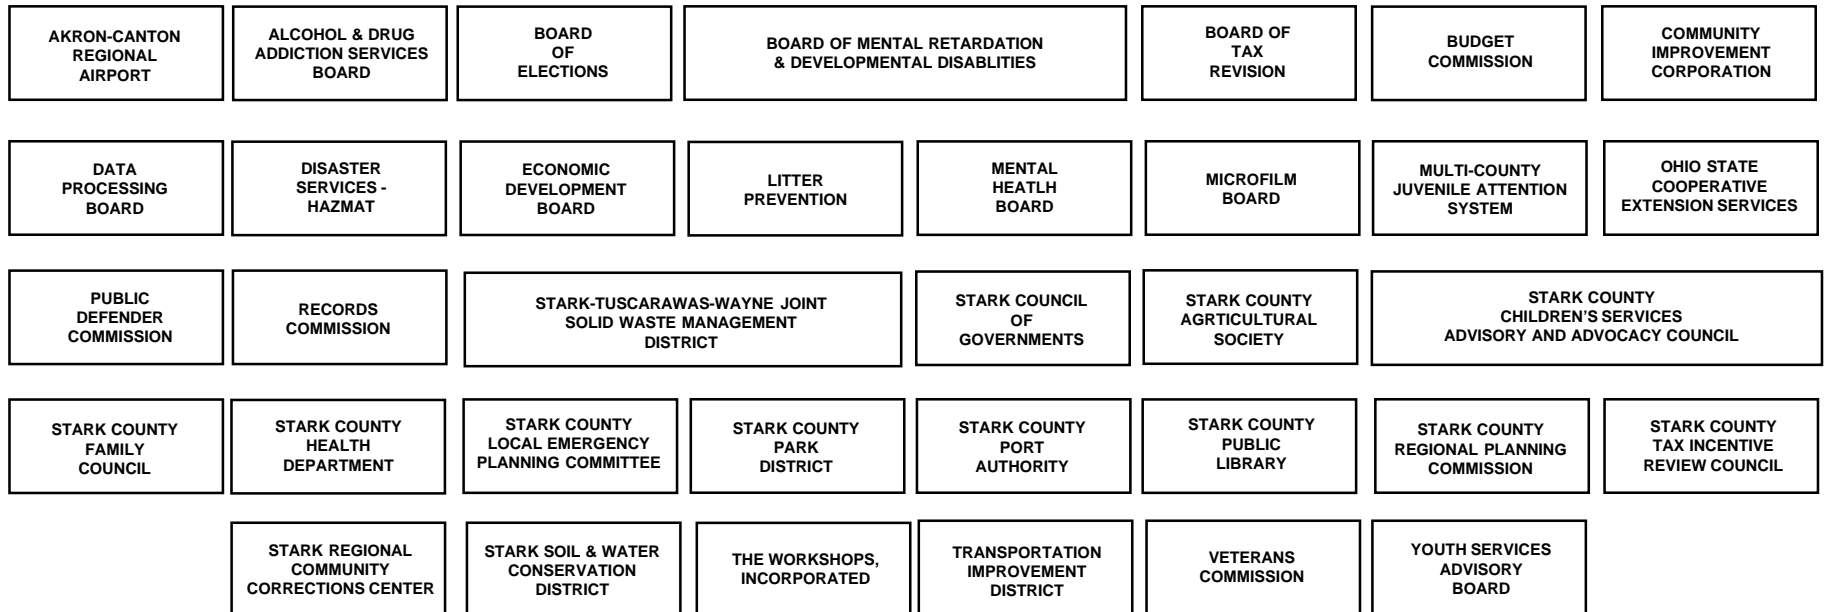 AKRON-CANTON
REGIONAL
AIRPORT
ALCOHOL & DRUG
ADDICTION SERVICES
BOARD
BOARD
OF
ELECTIONS
BOARD OF MENTAL RETARDATION
& DEVELOPMENTAL DISABLITIES
BOARD OF
TAX
REVISION
BUDGET
COMMISSION
COMMUNITY
IMPROVEMENT
CORPORATION
DATA
PROCESSING
BOARD
DISASTER
SERVICES -
HAZMAT
ECONOMIC
DEVELOPMENT
BOARD
LITTER
PREVENTION
MENTAL
HEATLH
BOARD
MICROFILM
BOARD
MULTI-COUNTY
JUVENILE ATTENTION
SYSTEM
OHIO STATE
COOPERATIVE
EXTENSION SERVICES
PUBLIC
DEFENDER
COMMISSION
RECORDS
COMMISSION
STARK-TUSCARAWAS-WAYNE JOINT
SOLID WASTE MANAGEMENT
DISTRICT
STARK COUNCIL
OF
GOVERNMENTS
STARK COUNTY
AGRTICULTURAL
SOCIETY
STARK COUNTY
CHILDREN’S SERVICES
ADVISORY AND ADVOCACY COUNCIL
STARK COUNTY
FAMILY
COUNCIL
STARK COUNTY
HEALTH
DEPARTMENT
STARK COUNTY
LOCAL EMERGENCY
PLANNING COMMITTEE
STARK COUNTY
PARK
DISTRICT
STARK COUNTY
PORT
AUTHORITY
STARK COUNTY
PUBLIC
LIBRARY
STARK COUNTY
REGIONAL PLANNING
COMMISSION
STARK COUNTY
TAX INCENTIVE
REVIEW COUNCIL
STARK REGIONAL
COMMUNITY
CORRECTIONS CENTER
STARK SOIL & WATER
CONSERVATION
DISTRICT
THE WORKSHOPS,
INCORPORATED
TRANSPORTATION
IMPROVEMENT
DISTRICT
VETERANS
COMMISSION
YOUTH SERVICES
ADVISORY
BOARD